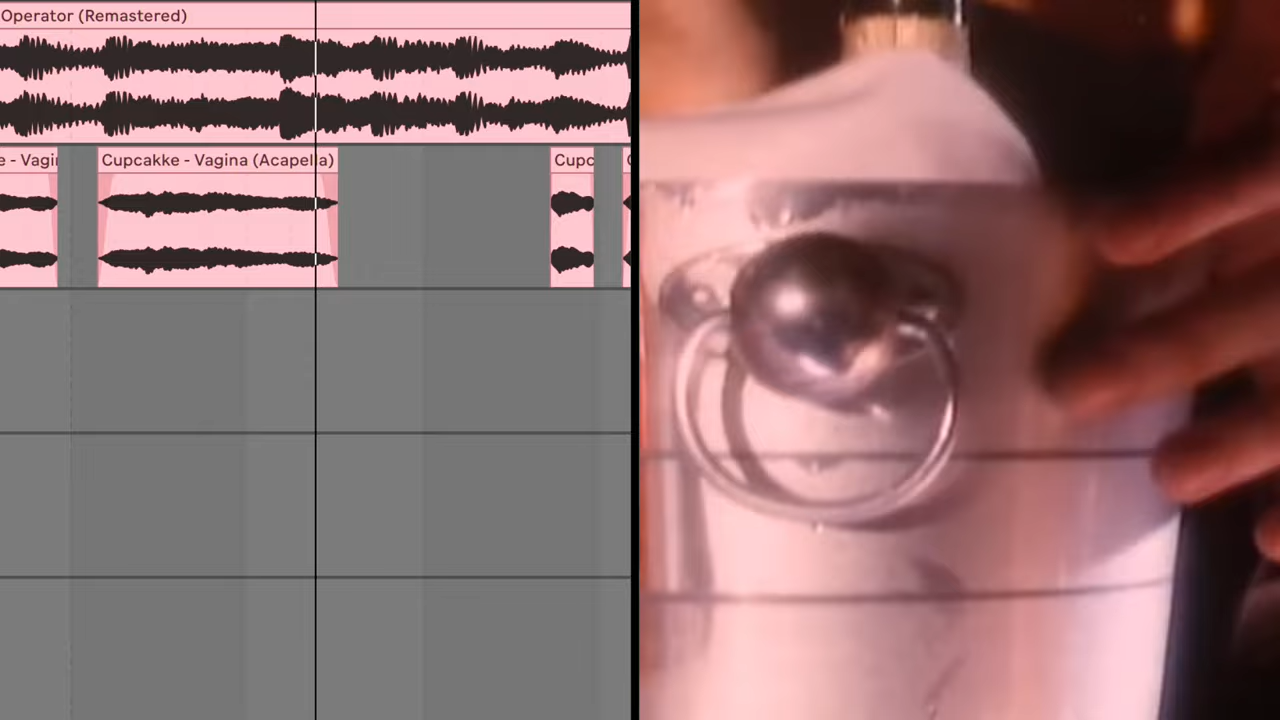 Operator (Remastered)
e - Vagi
Cupcakke - Vagina (Acapella)
Cupc